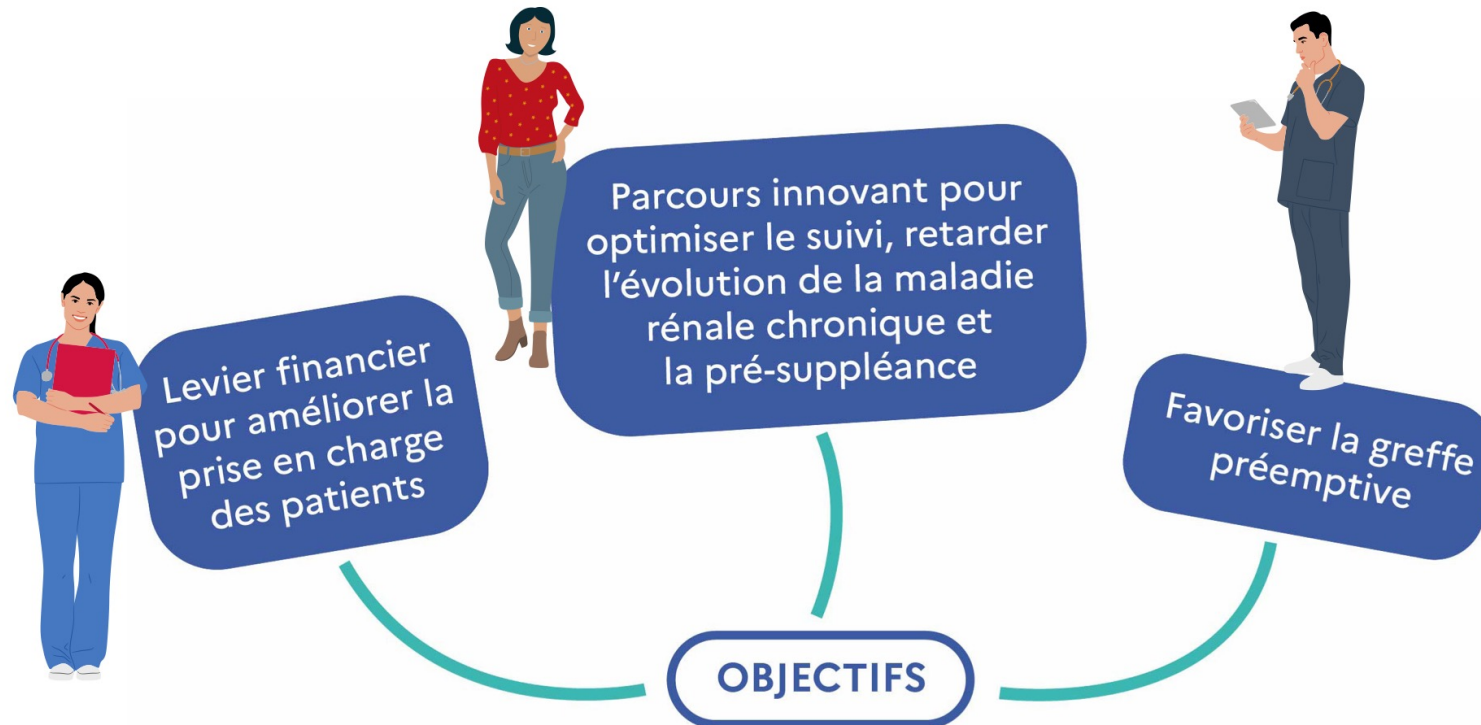 Levier financier
pour améliorer la
prise en charge
des patients
Parcours innovant pour
optimiser le suivi, retarder
l’évolution de la maladie
rénale chronique et
la pré-suppléance
Favoriser la greffe
préemptive
OBJECTIFS